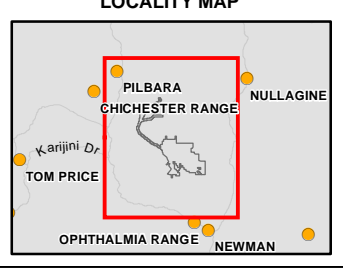 LOCALITY MAP
PILBARA
CHICHESTER RANGE
NULLAGINE
Karijini Dr
TOM PRICE
OPHTHALMIA RANGE
NEWMAN